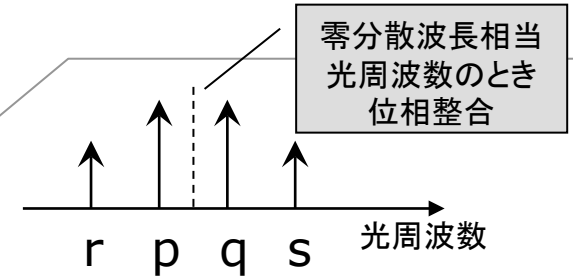 零分散波長相当
光周波数のとき
位相整合
r p q s
光周波数